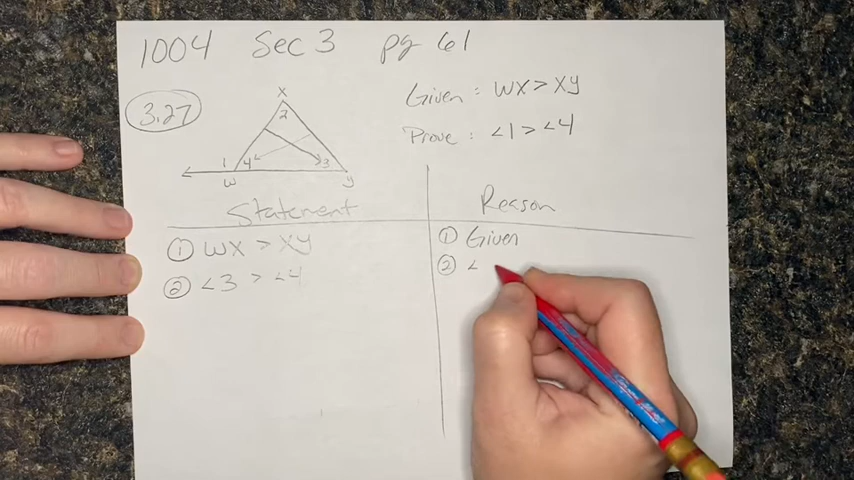 1004 Sec 3 pg 61
3.27
Given : WX > XY
Prove : <1 > <4
X
2
1 4 3
W Y
Statement Reason
① WX > XY ① Given
② <3 > <4 ② <